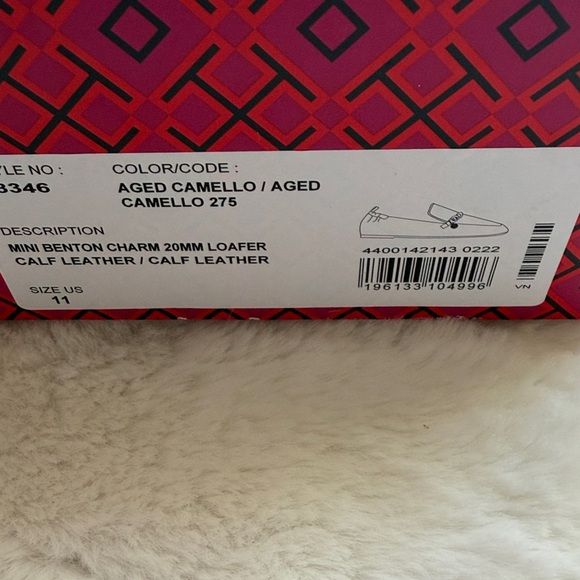 YLE NO :
3346
COLOR/CODE :
AGED CAMELLO / AGED
CAMELLO 275
DESCRIPTION
MINI BENTON CHARM 20MM LOAFER
CALF LEATHER / CALF LEATHER
SIZE US
11
4400142143 0222
196133 104996
VN